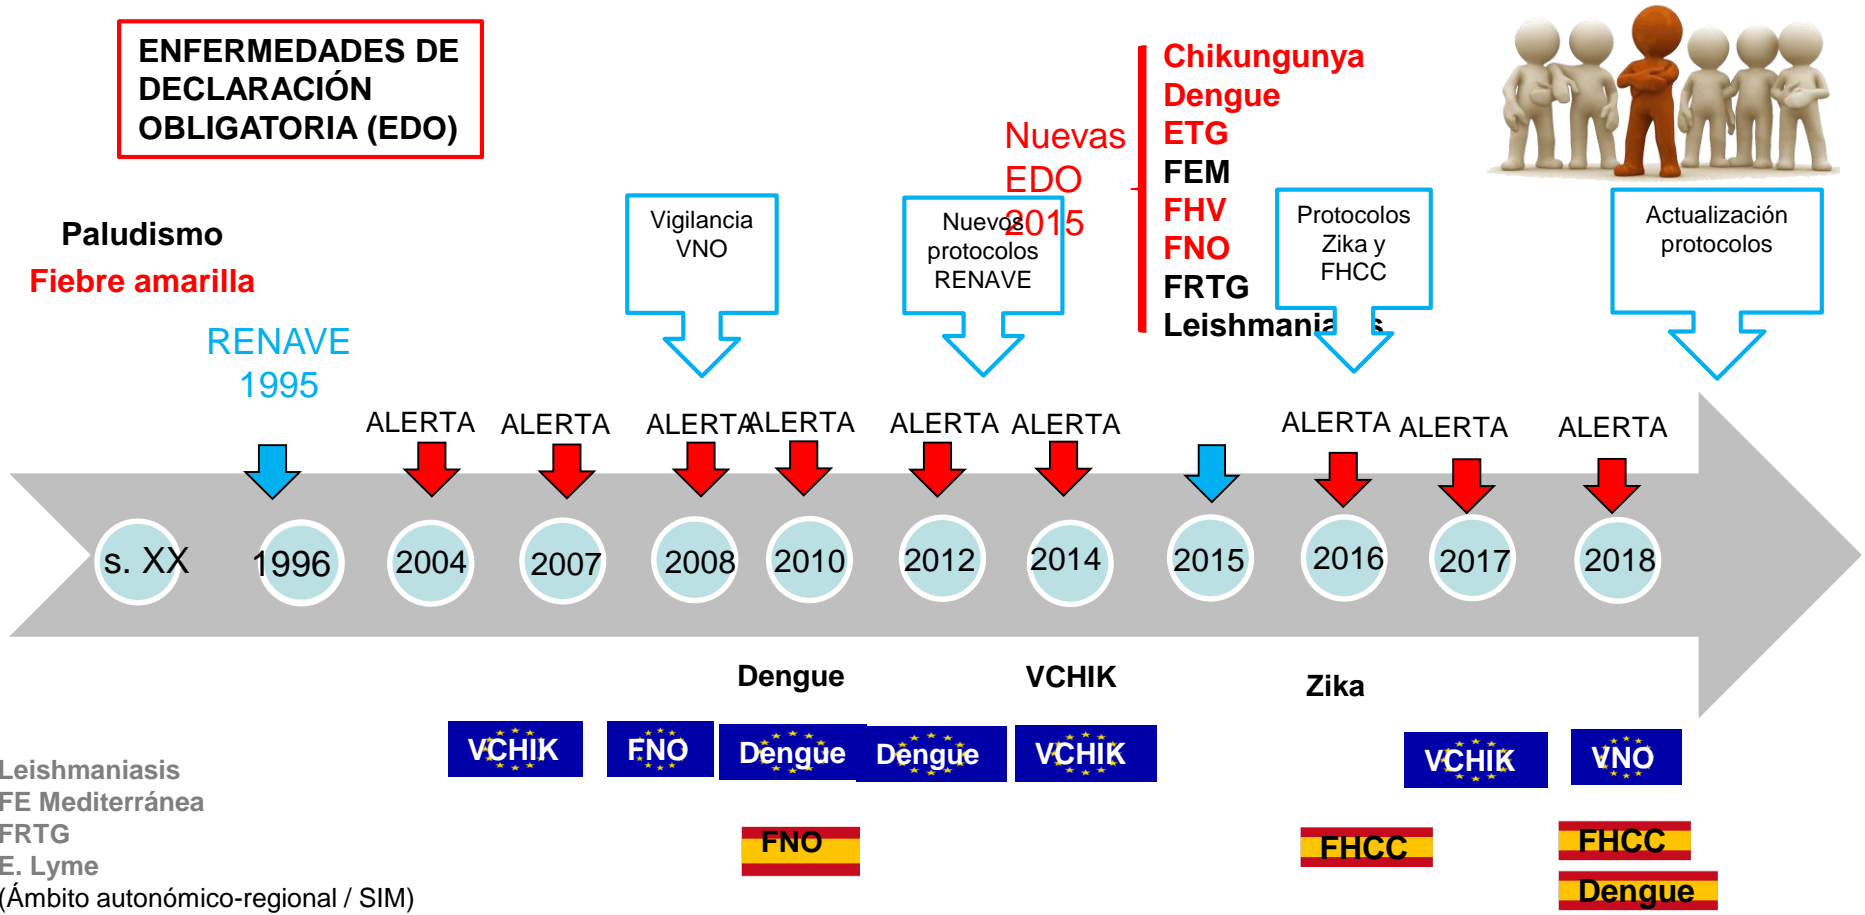 ENFERMEDADES DE
DECLARACIÓN
OBLIGATORIA (EDO)
Paludismo
Fiebre amarilla
RENAVE
1995
Vigilancia
VNO
Nuevos
protocolos
RENAVE
Nuevas
EDO
2015
Chikungunya
Dengue
ETG
FEM
FHV
FNO
FRTG
Leishmaniasis
Protocolos
Zika y
FHCC
Actualización
protocolos
ALERTA
ALERTA
ALERTA
ALERTA
ALERTA
ALERTA
ALERTA
ALERTA
ALERTA
s. XX
1996
2004
2007
2008
2010
2012
2014
2015
2016
2017
2018
Dengue
VCHIK
Zika
VCHIK
FNO
Dengue
Dengue
VCHIK
VCHIK
VNO
FNO
FHCC
FHCC
Dengue
Leishmaniasis
FE Mediterránea
FRTG
E. Lyme
(Ámbito autonómico-regional / SIM)